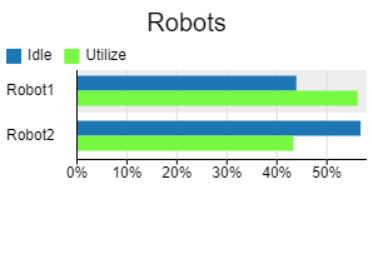 Robots
Idle Utilize
Robot1
Robot2
0% 10% 20% 30% 40% 50%